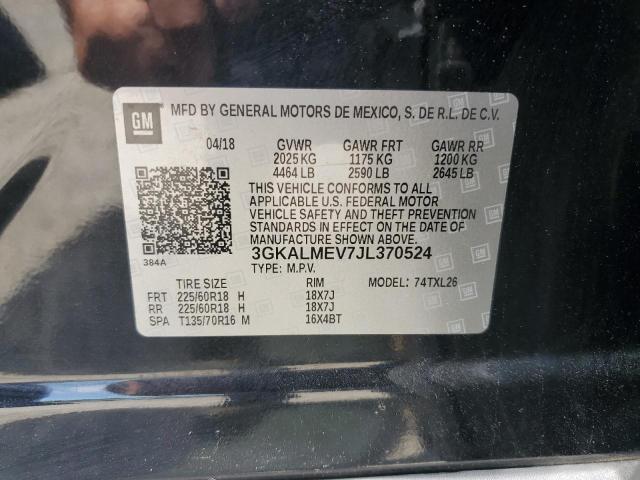 GM MFD BY GENERAL MOTORS DE MEXICO, S. DE R.L. DE C.V.
04/18 GVWR GAWR FRT GAWR RR
2025 KG 1175 KG 1200 KG
4464 LB 2590 LB 2645 LB
THIS VEHICLE CONFORMS TO ALL
APPLICABLE U.S. FEDERAL MOTOR
VEHICLE SAFETY AND THEFT PREVENTION
STANDARDS IN EFFECT ON THE DATE
OF MANUFACTURE SHOWN ABOVE.
384A 3GKALMEV7JL370524
TYPE: M.P.V.
TIRE SIZE RIM MODEL: 74TXL26
FRT 225/60R18 H 18X7J
RR 225/60R18 H 18X7J
SPA T135/70R16 M 16X4BT